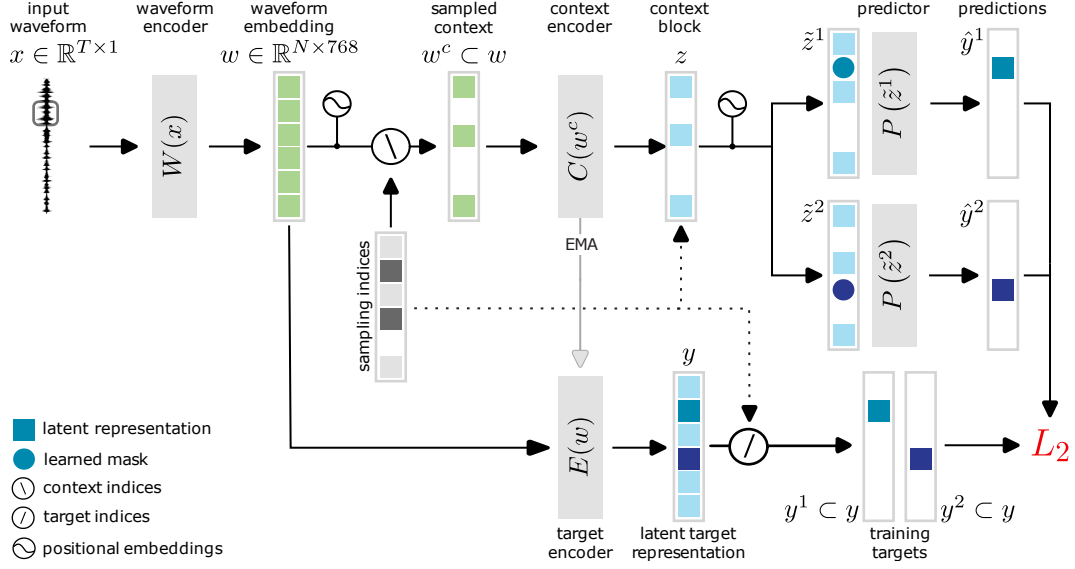 input
waveform
x ∈ ℝ^{T×1}
waveform
encoder
W(x)
waveform
embedding
w ∈ ℝ^{N×768}
sampled
context
w^c ⊂ w
context
encoder
C(w^c)
context
block
z
predictor
z̃^1
P(z̃^1)
predictions
ŷ^1
z̃^2
P(z̃^2)
ŷ^2
EMA
sampling indices
y
E(w)
target
encoder
latent target
representation
y^1 ⊂ y
y^2 ⊂ y
training
targets
L_2
latent representation
learned mask
\ context indices
/ target indices
positional embeddings